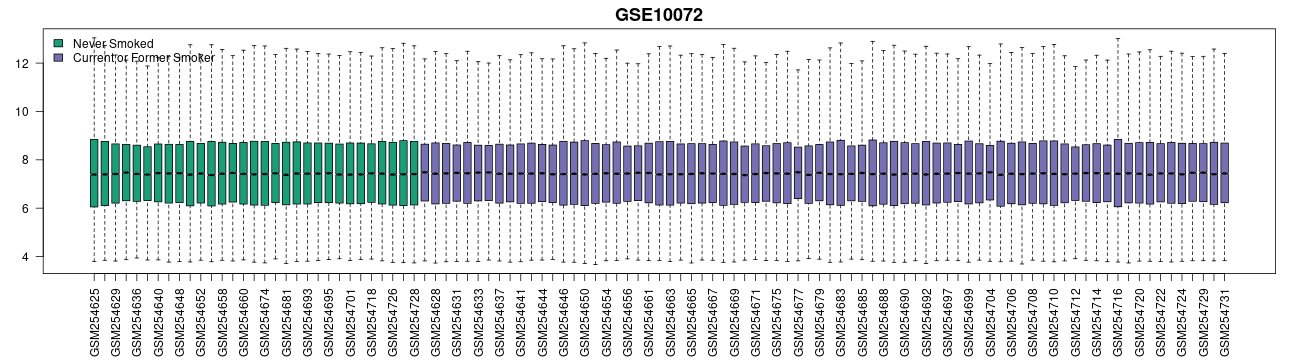 GSE10072
Never Smoked
Current or Former Smoker
12
10
8
6
4
GSM254625
GSM254629
GSM254636
GSM254640
GSM254648
GSM254652
GSM254658
GSM254660
GSM254674
GSM254681
GSM254693
GSM254695
GSM254701
GSM254718
GSM254726
GSM254728
GSM254628
GSM254631
GSM254633
GSM254637
GSM254641
GSM254644
GSM254646
GSM254650
GSM254654
GSM254656
GSM254661
GSM254663
GSM254665
GSM254667
GSM254669
GSM254671
GSM254675
GSM254677
GSM254679
GSM254683
GSM254685
GSM254688
GSM254690
GSM254692
GSM254697
GSM254699
GSM254704
GSM254706
GSM254708
GSM254710
GSM254712
GSM254714
GSM254716
GSM254720
GSM254722
GSM254724
GSM254729
GSM254731